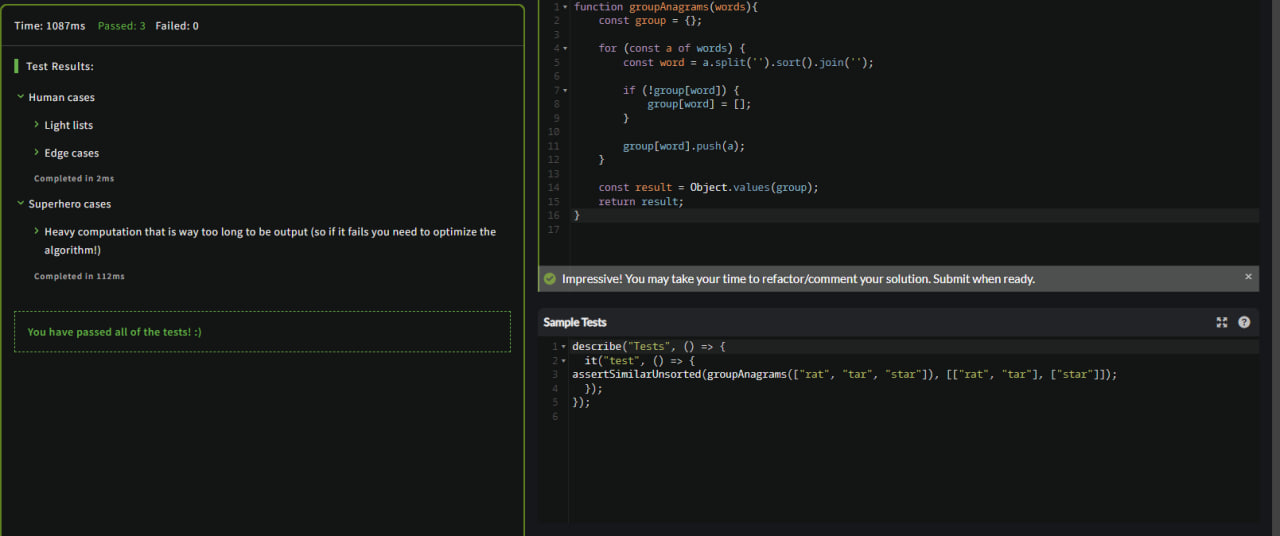 Time: 1087ms Passed: 3 Failed: 0
Test Results:
Human cases
Light lists
Edge cases
Completed in 2ms
Superhero cases
Heavy computation that is way too long to be output (so if it fails you need to optimize the
algorithm!)
Completed in 112ms
You have passed all of the tests! :)
1 function groupAnagrams(words){
2 const group = {};
3
4 for (const a of words) {
5 const word = a.split('').sort().join('');
6
7 if (!group[word]) {
8 group[word] = [];
9 }
10
11 group[word].push(a);
12 }
13
14 const result = Object.values(group);
15 return result;
16 }
17
Impressive! You may take your time to refactor/comment your solution. Submit when ready.
Sample Tests
1 describe("Tests", () => {
2 it("test", () => {
3 assertSimilarUnsorted(groupAnagrams(["rat", "tar", "star"]), [["rat", "tar"], ["star"]]);
4 });
5 });
6